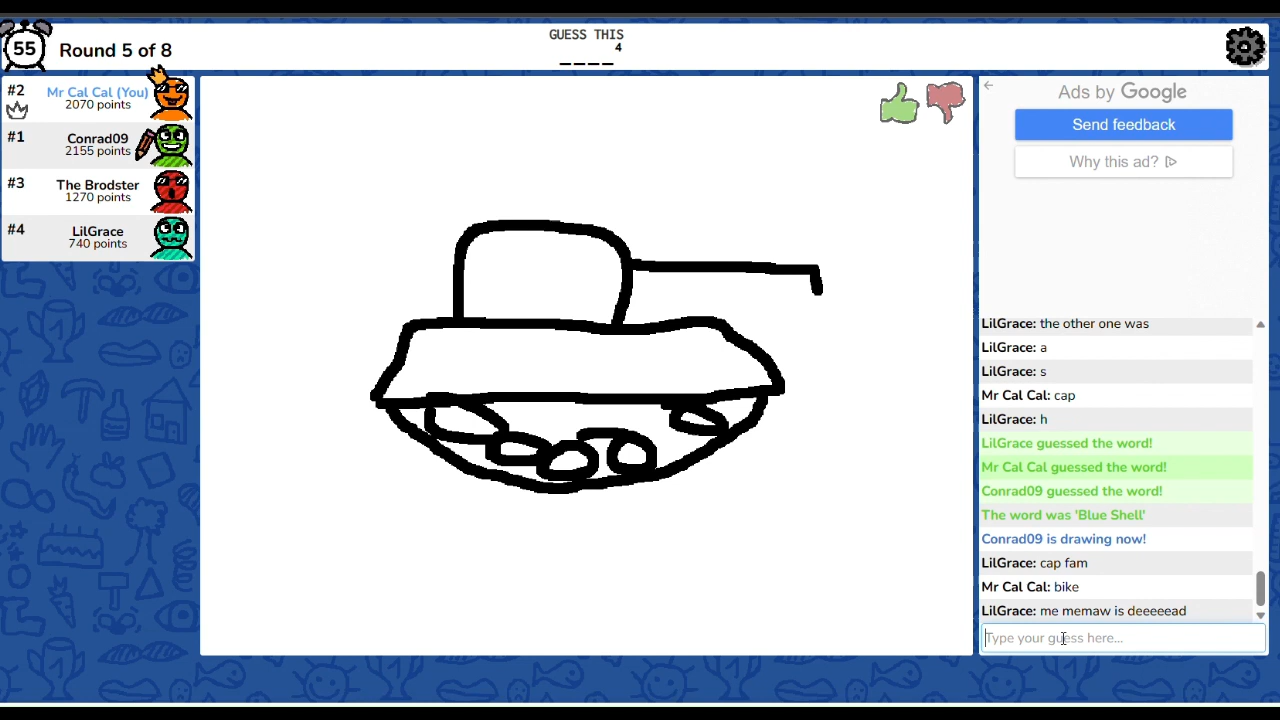 55
Round 5 of 8
GUESS THIS
4
____
#2
Mr Cal Cal (You)
2070 points
#1
Conrad09
2155 points
#3
The Brodster
1270 points
#4
LilGrace
740 points
Ads by Google
Send feedback
Why this ad?
LilGrace: the other one was
LilGrace: a
LilGrace: s
Mr Cal Cal: cap
LilGrace: h
LilGrace guessed the word!
Mr Cal Cal guessed the word!
Conrad09 guessed the word!
The word was 'Blue Shell'
Conrad09 is drawing now!
LilGrace: cap fam
Mr Cal Cal: bike
LilGrace: me memaw is deeeeead
Type your guess here...